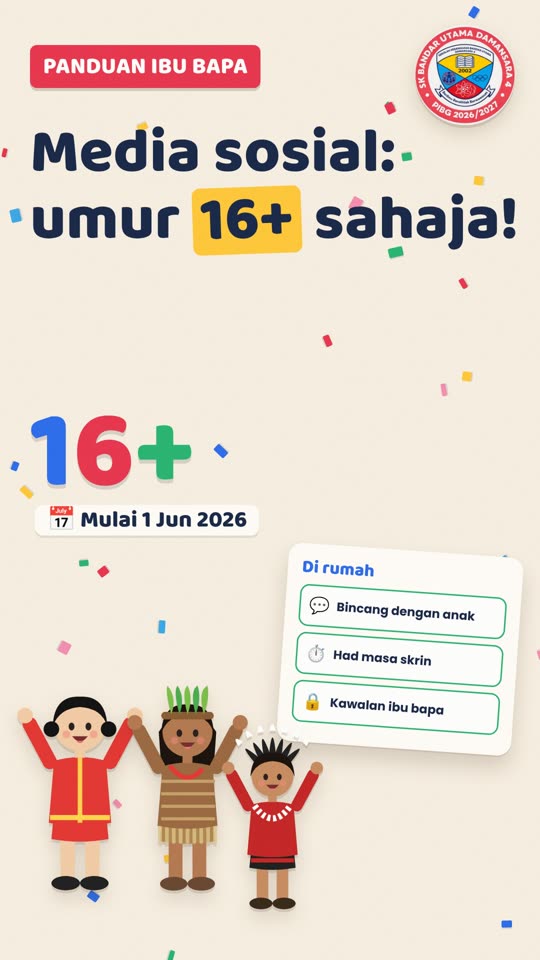 PANDUAN IBU BAPA
SK BANDAR UTAMA DAMANSARA 4
2002
PIBG 2026/2027
Media sosial:
umur 16+ sahaja!
16+
July
17
Mulai 1 Jun 2026
Di rumah
Bincang dengan anak
Had masa skrin
Kawalan ibu bapa